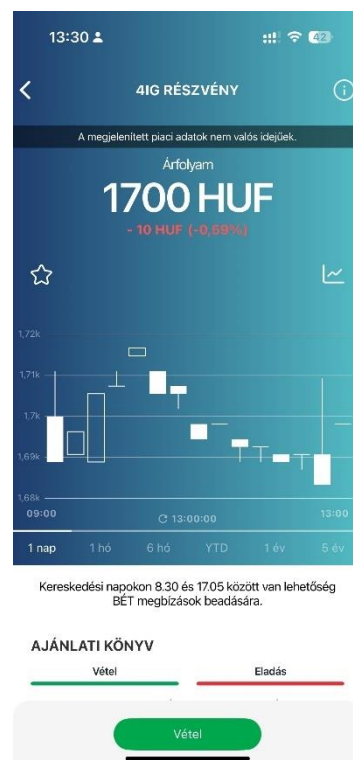 13:30
42
4IG RÉSZVÉNY
A megjelenített piaci adatok nem valós idejűek.
Árfolyam
1700 HUF
- 10 HUF (-0,59%)
1,72k
1,71k
1,7k
1,69k
1,68k
09:00
13:00:00
13:00
1 nap
1 hó
6 hó
YTD
1 év
5 év
Kereskedési napokon 8.30 és 17.05 között van lehetőség
BÉT megbízások beadására.
AJÁNLATI KÖNYV
Vétel
Eladás
Vétel